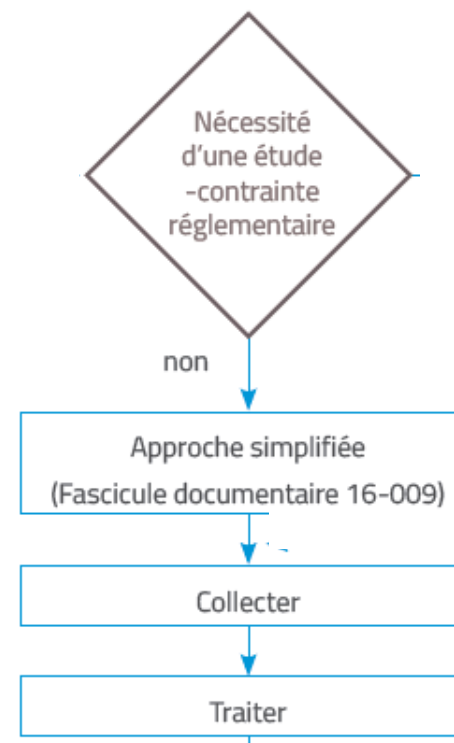 Nécessité
d'une étude
-contrainte
réglementaire
non
Approche simplifiée
(Fascicule documentaire 16-009)
Collecter
Traiter